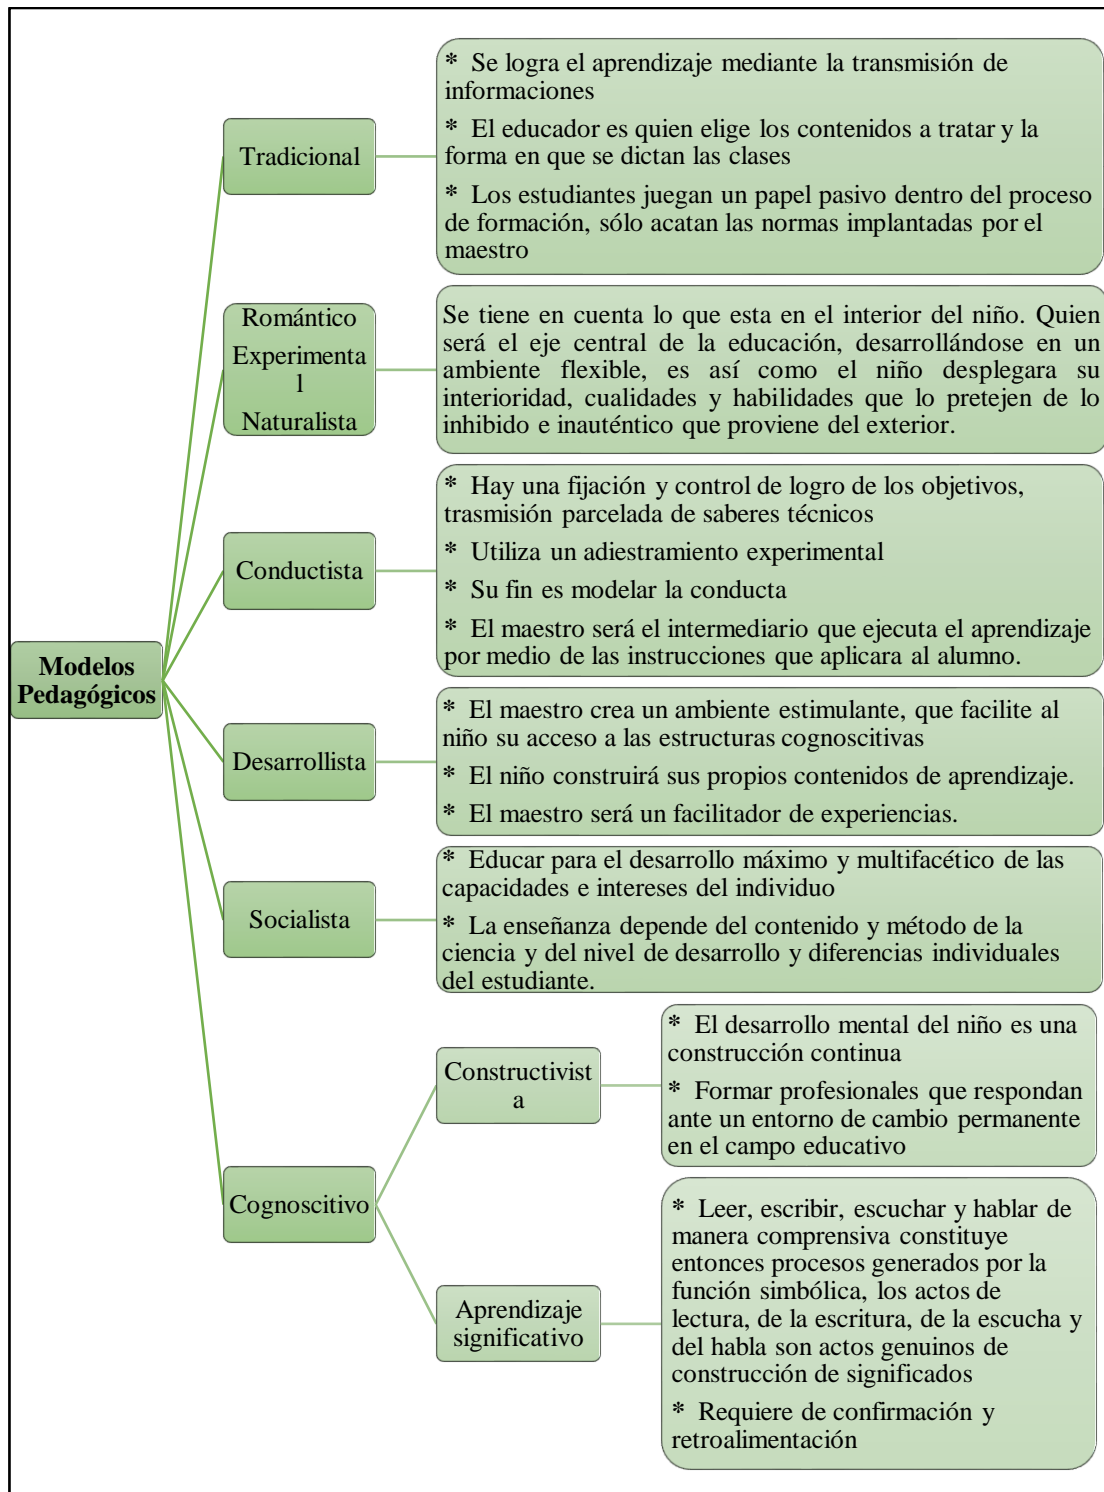 Modelos
Pedagógicos
Tradicional
* Se logra el aprendizaje mediante la transmisión de
informaciones
* El educador es quien elige los contenidos a tratar y la
forma en que se dictan las clases
* Los estudiantes juegan un papel pasivo dentro del proceso
de formación, sólo acatan las normas implantadas por el
maestro
Romántico
Experimenta
l
Naturalista
Se tiene en cuenta lo que esta en el interior del niño. Quien
será el eje central de la educación, desarrollándose en un
ambiente flexible, es así como el niño desplegara su
interioridad, cualidades y habilidades que lo pretejen de lo
inhibido e inauténtico que proviene del exterior.
Conductista
* Hay una fijación y control de logro de los objetivos,
trasmisión parcelada de saberes técnicos
* Utiliza un adiestramiento experimental
* Su fin es modelar la conducta
* El maestro será el intermediario que ejecuta el aprendizaje
por medio de las instrucciones que aplicara al alumno.
Desarrollista
* El maestro crea un ambiente estimulante, que facilite al
niño su acceso a las estructuras cognoscitivas
* El niño construirá sus propios contenidos de aprendizaje.
* El maestro será un facilitador de experiencias.
Socialista
* Educar para el desarrollo máximo y multifacético de las
capacidades e intereses del individuo
* La enseñanza depende del contenido y método de la
ciencia y del nivel de desarrollo y diferencias individuales
del estudiante.
Cognoscitivo
Constructivist
a
* El desarrollo mental del niño es una
construcción continua
* Formar profesionales que respondan
ante un entorno de cambio permanente
en el campo educativo
Aprendizaje
significativo
* Leer, escribir, escuchar y hablar de
manera comprensiva constituye
entonces procesos generados por la
función simbólica, los actos de
lectura, de la escritura, de la escucha y
del habla son actos genuinos de
construcción de significados
* Requiere de confirmación y
retroalimentación